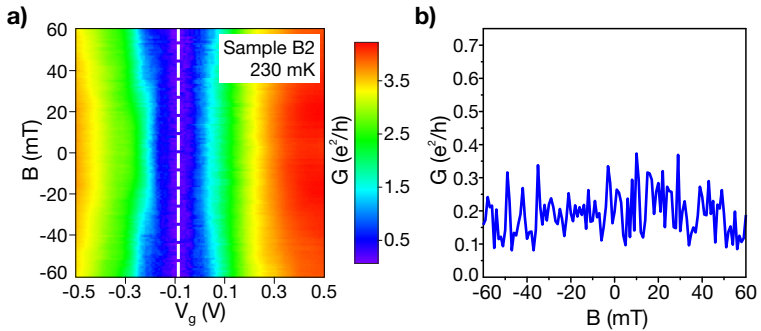 a)
B (mT)
60
40
20
0
-20
-40
-60
-0.5 -0.3 -0.1 0.1 0.3 0.5
V_g (V)
Sample B2
230 mK
G (e²/h)
3.5
2.5
1.5
0.5
b)
G (e²/h)
0.7
0.6
0.5
0.4
0.3
0.2
0.1
0.0
-60 -40 -20 0 20 40 60
B (mT)